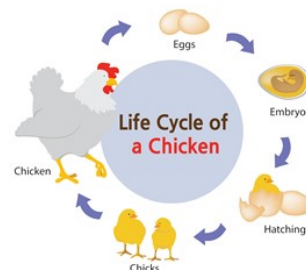 Eggs
Embryo
Life Cycle of
a Chicken
Chicken
Hatching
Chicks